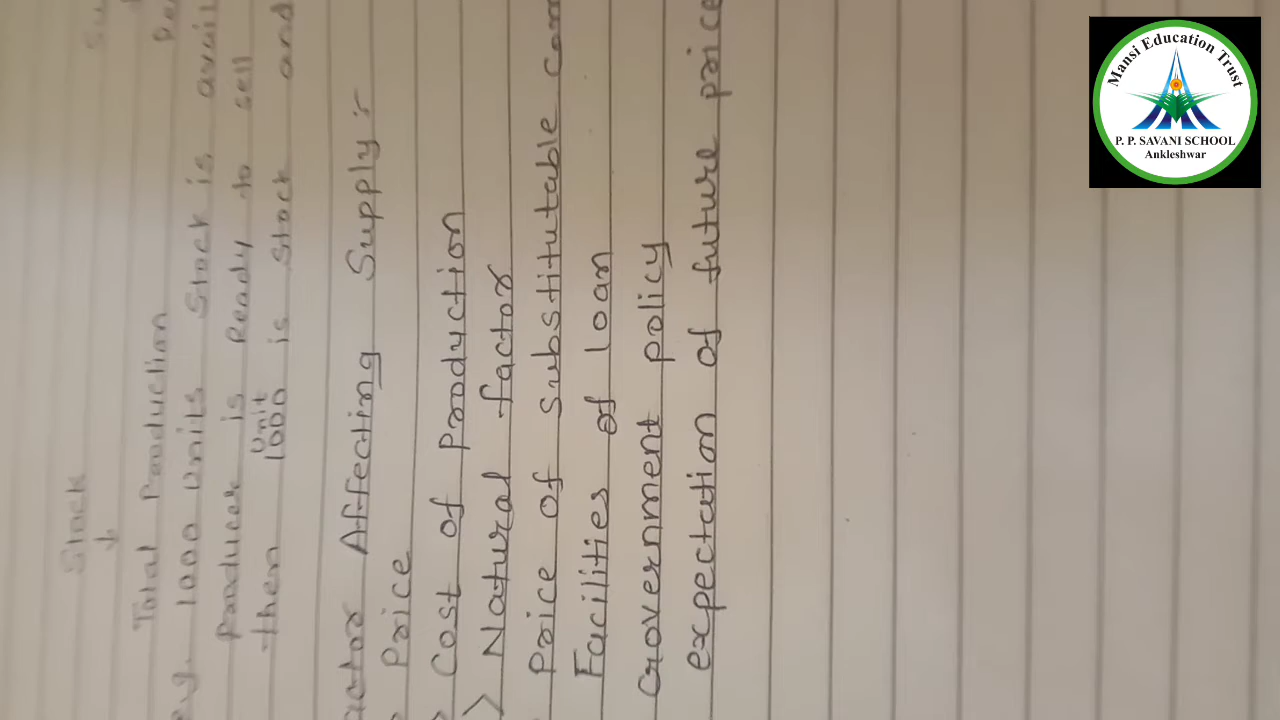 Stock
↓
Total Production
e.g. 1000 units stock is avail
Producer is Ready to sell
Unit
then 1000 is stock and
actor Affecting Supply :-
Price
Cost of production
> Natural factor
Price of substitutable com
Facilities of loan
Government policy
expectation of future price
Mansi Education Trust
P. P. SAVANI SCHOOL
Ankleshwar